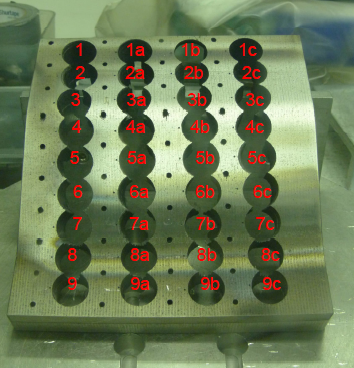 1 1a 1b 1c
2 2a 2b 2c
3 3a 3b 3c
4 4a 4b 4c
5 5a 5b 5c
6 6a 6b 6c
7 7a 7b 7c
8 8a 8b 8c
9 9a 9b 9c